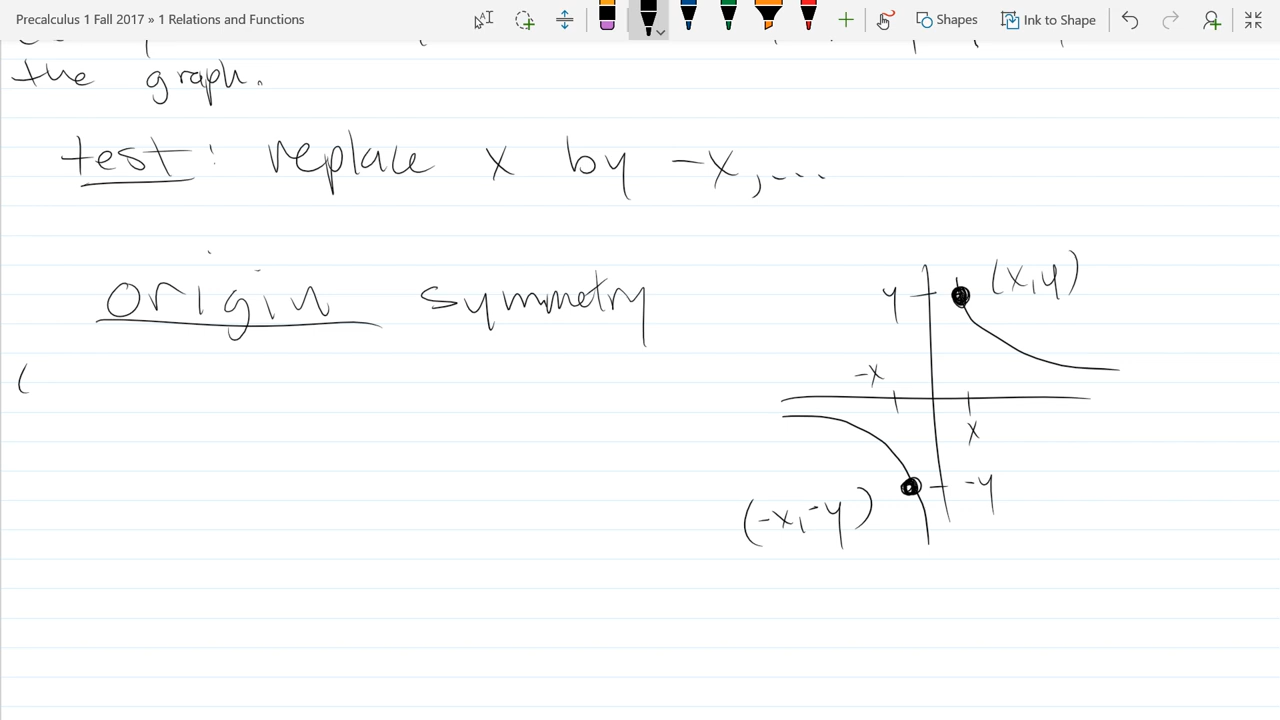 Precalculus 1 Fall 2017 » 1 Relations and Functions
Shapes
Ink to Shape
the graph.
test: replace x by -x, ...
origin symmetry
(x,y)
y
-x
(
x
-y
(-x,-y)